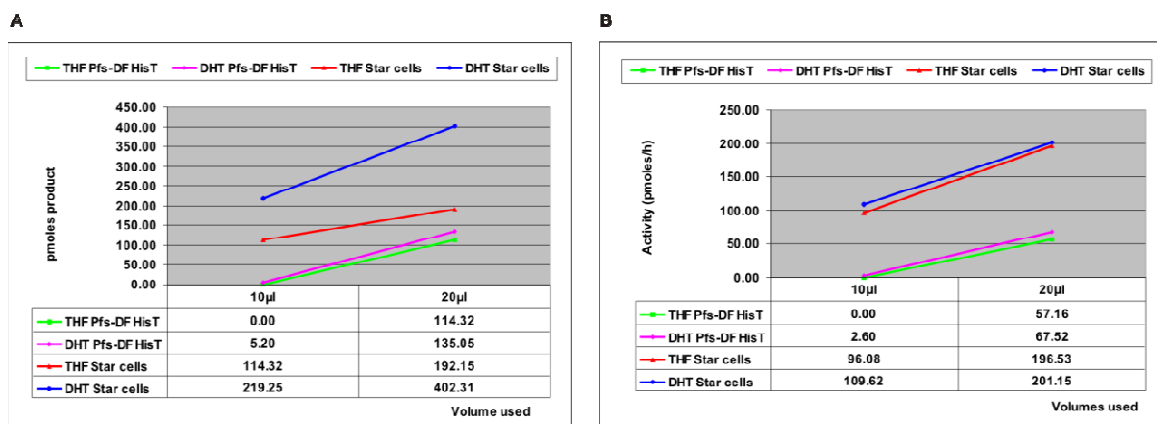 A
THF Pfs-DF HisT DHT Pfs-DF HisT THF Star cells DHT Star cells
450.00
400.00
350.00
300.00
250.00
200.00
150.00
100.00
50.00
0.00
pmoles product
10µl 20µl
THF Pfs-DF HisT 0.00 114.32
DHT Pfs-DF HisT 5.20 135.05
THF Star cells 114.32 192.15
DHT Star cells 219.25 402.31
Volume used
B
THF Pfs-DF HisT DHT Pfs-DF HisT THF Star cells DHT Star cells
250.00
200.00
150.00
100.00
50.00
0.00
Activity (pmoles/h)
10µl 20µl
THF Pfs-DF HisT 0.00 57.16
DHT Pfs-DF HisT 2.60 67.52
THF Star cells 96.08 196.53
DHT Star cells 109.62 201.15
Volumes used